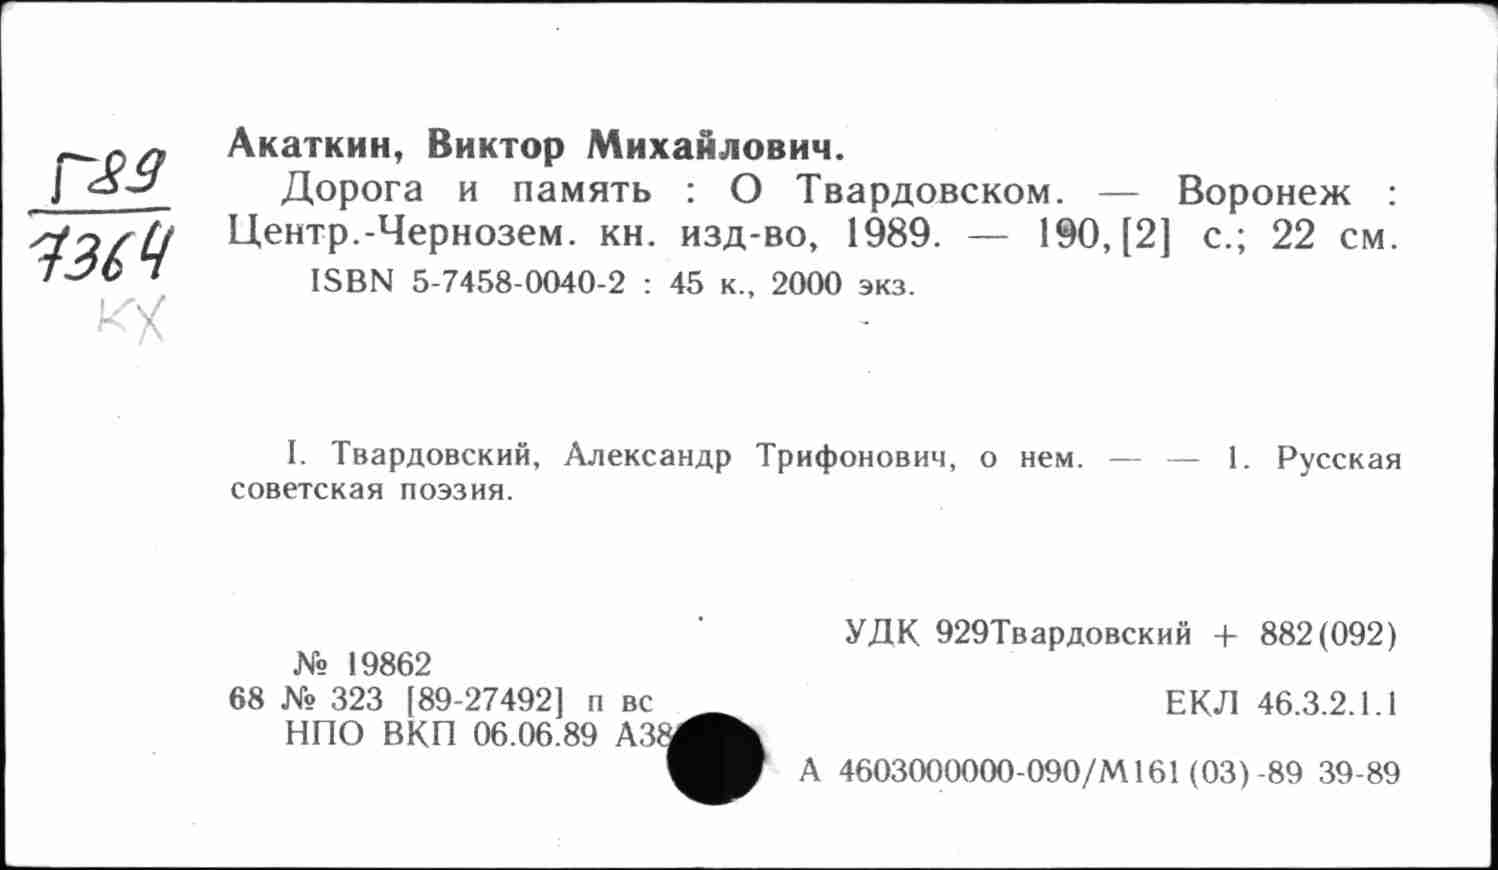 Г89
7364
КХ
Акаткин, Виктор Михайлович.
Дорога и память : О Твардовском. — Воронеж :
Центр.-Чернозем. кн. изд-во, 1989. — 190,[2] с.; 22 см.
ISBN 5-7458-0040-2 : 45 к., 2000 экз.
I. Твардовский, Александр Трифонович, о нем. — — 1. Русская
советская поэзия.
УДК 929Твардовский + 882(092)
№ 19862
68 № 323 [89-27492] п вс
ЕКЛ 46.3.2.1.1
НПО ВКП 06.06.89 А38
А 4603000000-090/М161(03)-89 39-89